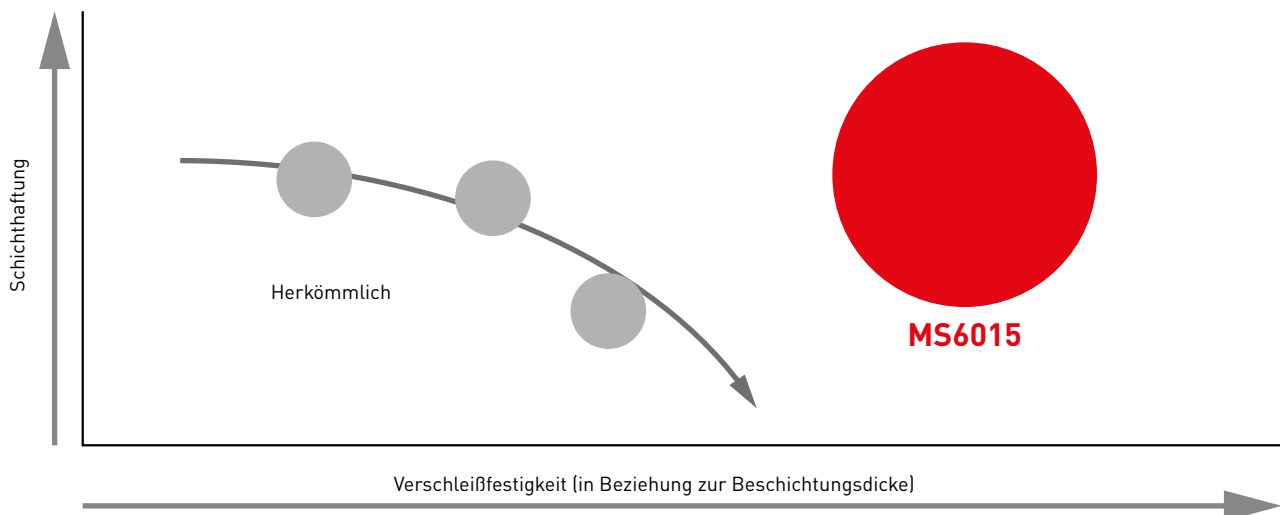 Schichthaftung
Herkömmlich
MS6015
Verschleißfestigkeit (in Beziehung zur Beschichtungsdicke)